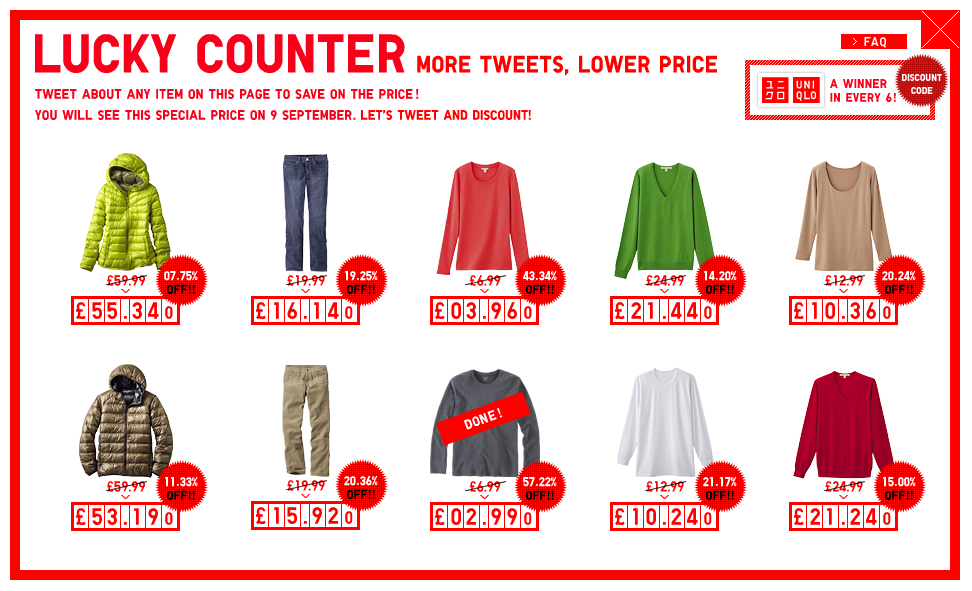 FAQ
LUCKY COUNTER MORE TWEETS, LOWER PRICE
TWEET ABOUT ANY ITEM ON THIS PAGE TO SAVE ON THE PRICE!
YOU WILL SEE THIS SPECIAL PRICE ON 9 SEPTEMBER. LET'S TWEET AND DISCOUNT!
ユニクロ
UNIQLO
A WINNER
IN EVERY 6!
DISCOUNT
CODE
£59.99 07.75% OFF!!
£55.340
£19.99 19.25% OFF!!
£16.140
£6.99 43.34% OFF!!
£03.960
£24.99 14.20% OFF!!
£21.440
£12.99 20.24% OFF!!
£10.360
£59.99 11.33% OFF!!
£53.190
£19.99 20.36% OFF!!
£15.920
DONE!
£6.99 57.22% OFF!!
£02.990
£12.99 21.17% OFF!!
£10.240
£24.99 15.00% OFF!!
£21.240